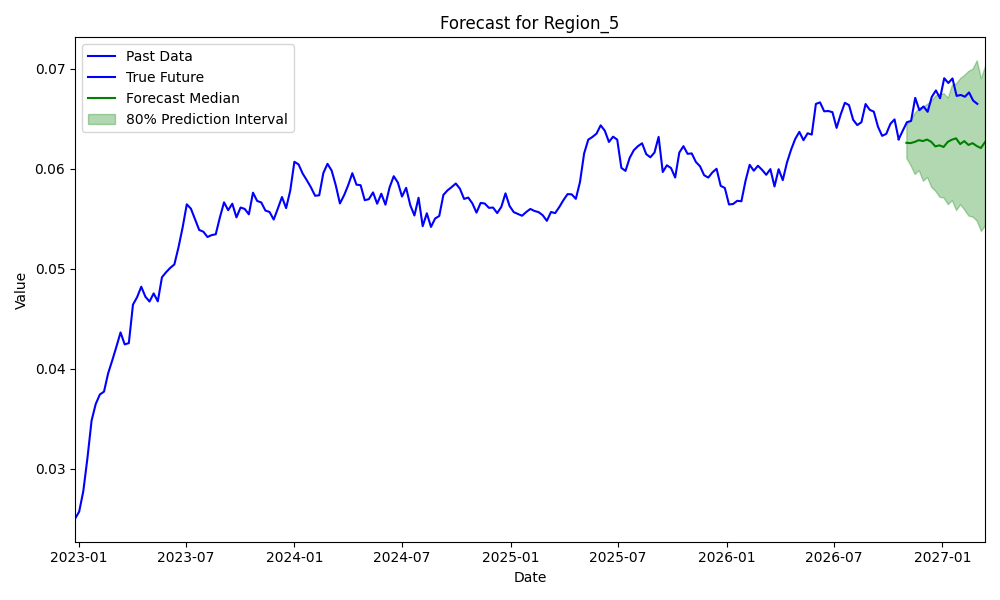 Forecast for Region_5
Past Data
True Future
Forecast Median
80% Prediction Interval
Value
0.07
0.06
0.05
0.04
0.03
2023-01
2023-07
2024-01
2024-07
2025-01
2025-07
2026-01
2026-07
2027-01
Date